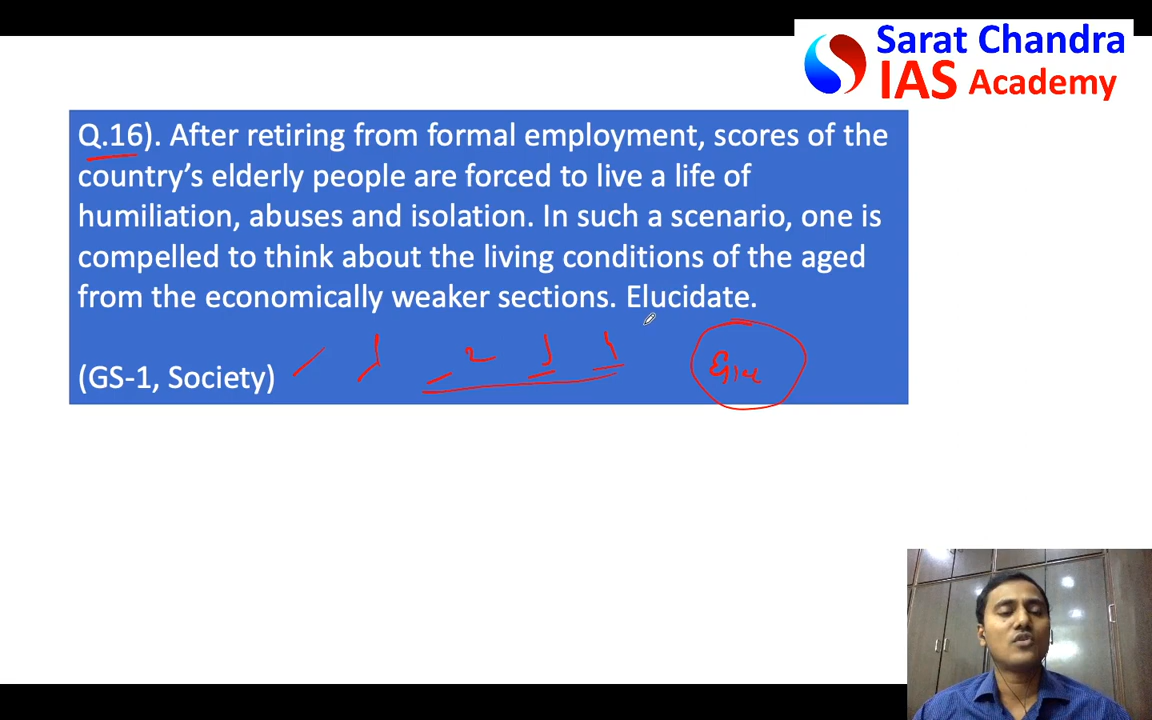 Sarat Chandra
IAS Academy
Q.16). After retiring from formal employment, scores of the
country's elderly people are forced to live a life of
humiliation, abuses and isolation. In such a scenario, one is
compelled to think about the living conditions of the aged
from the economically weaker sections. Elucidate.
(GS-1, Society)